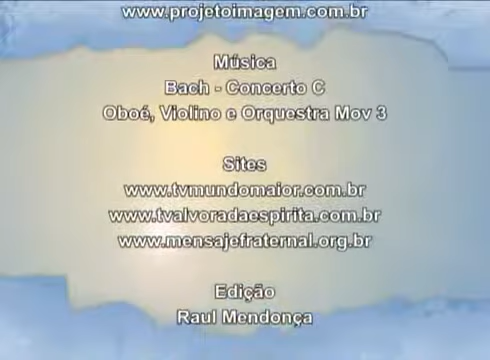 www.projetoimagem.com.br
Música
Bach - Concerto C
Oboé, Violino e Orquestra Mov 3
Sites
www.tvmundomaior.com.br
www.tvalvoradaespirita.com.br
www.mensajefraternal.org.br
Edição
Raul Mendonça